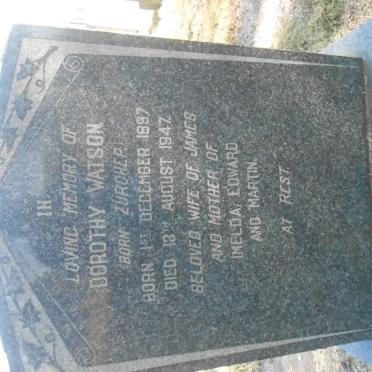 IN
LOVING MEMORY OF
DOROTHY WATSON
(BORN ZURCHER)
BORN 1ST DECEMBER 1897
DIED 13TH AUGUST 1947
BELOVED WIFE OF JAMES
AND MOTHER OF
INELDA, EDWARD
AND MARTIN.
AT REST